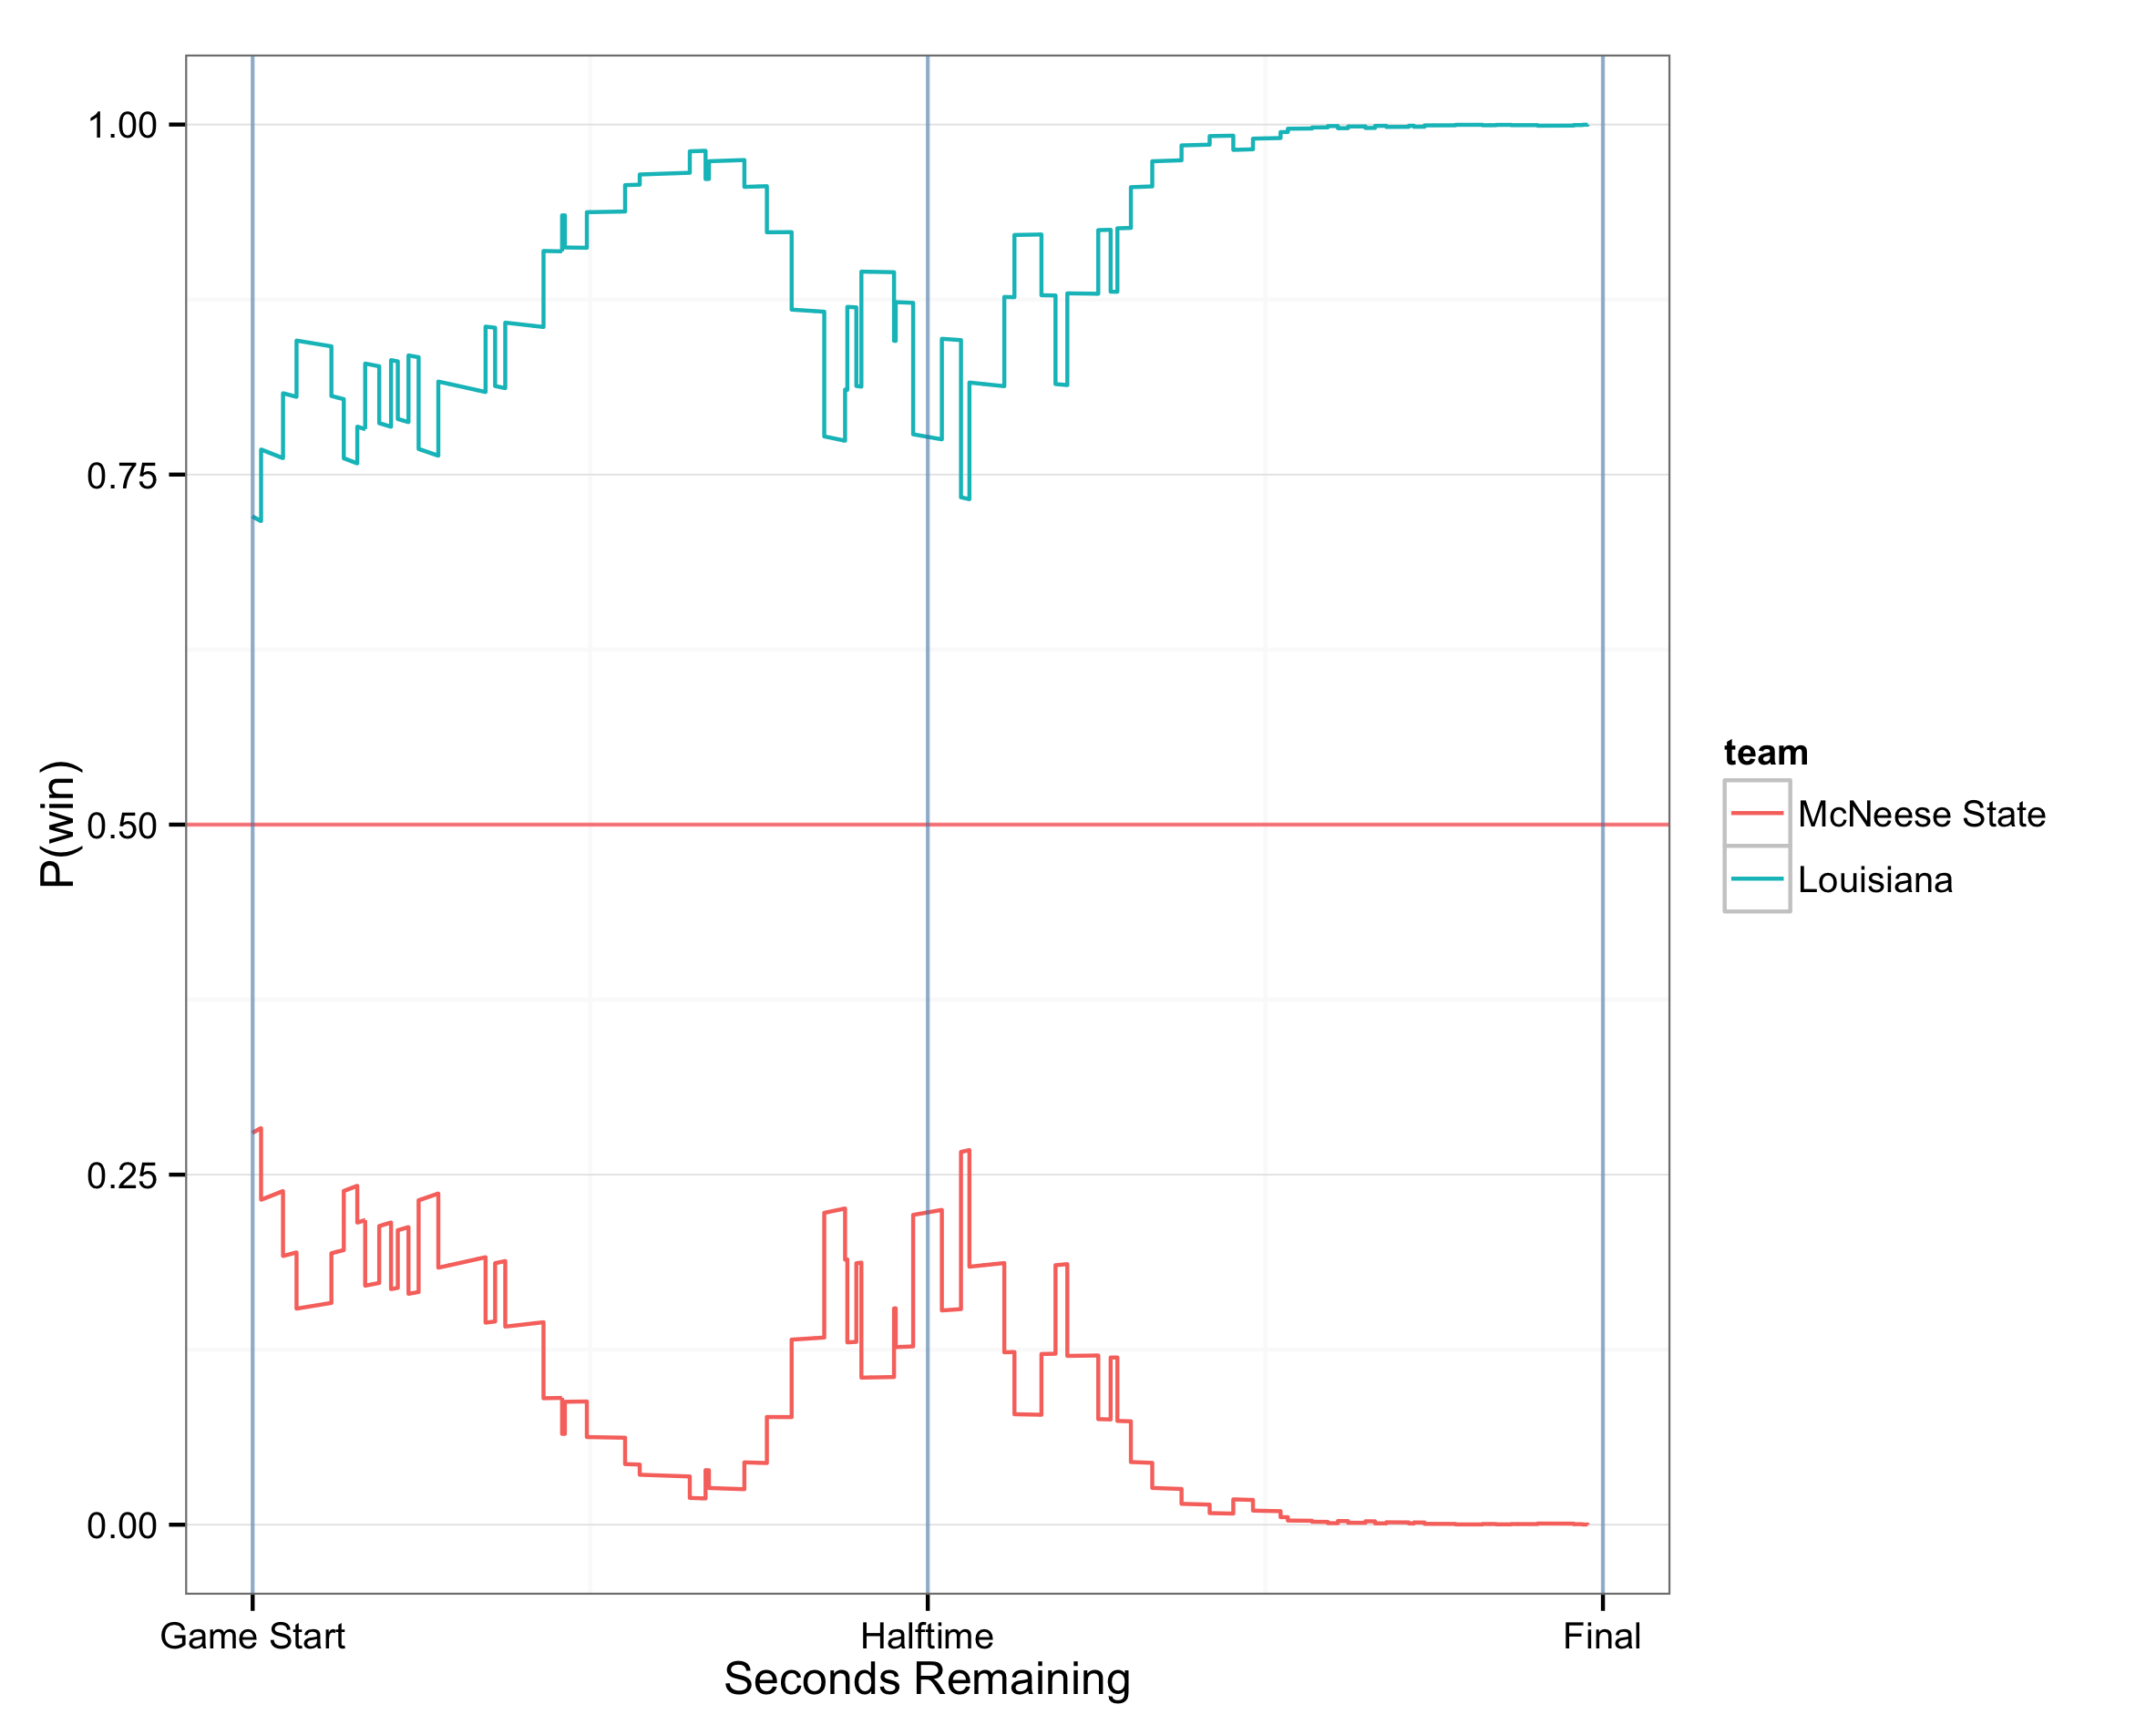 1.00
0.75
0.50
0.25
0.00
P(win)
Game Start
Halftime
Final
Seconds Remaining
team
McNeese State
Louisiana